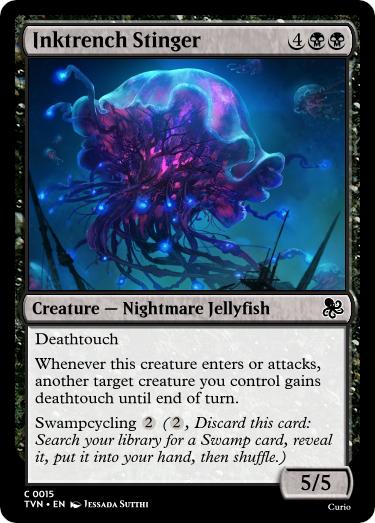 Inktrench Stinger 4
Creature — Nightmare Jellyfish
Deathtouch
Whenever this creature enters or attacks,
another target creature you control gains
deathtouch until end of turn.
Swampcycling 2 (2, Discard this card:
Search your library for a Swamp card, reveal
it, put it into your hand, then shuffle.)
5/5
C 0015
TVN • EN Jessada Sutthi
Curio